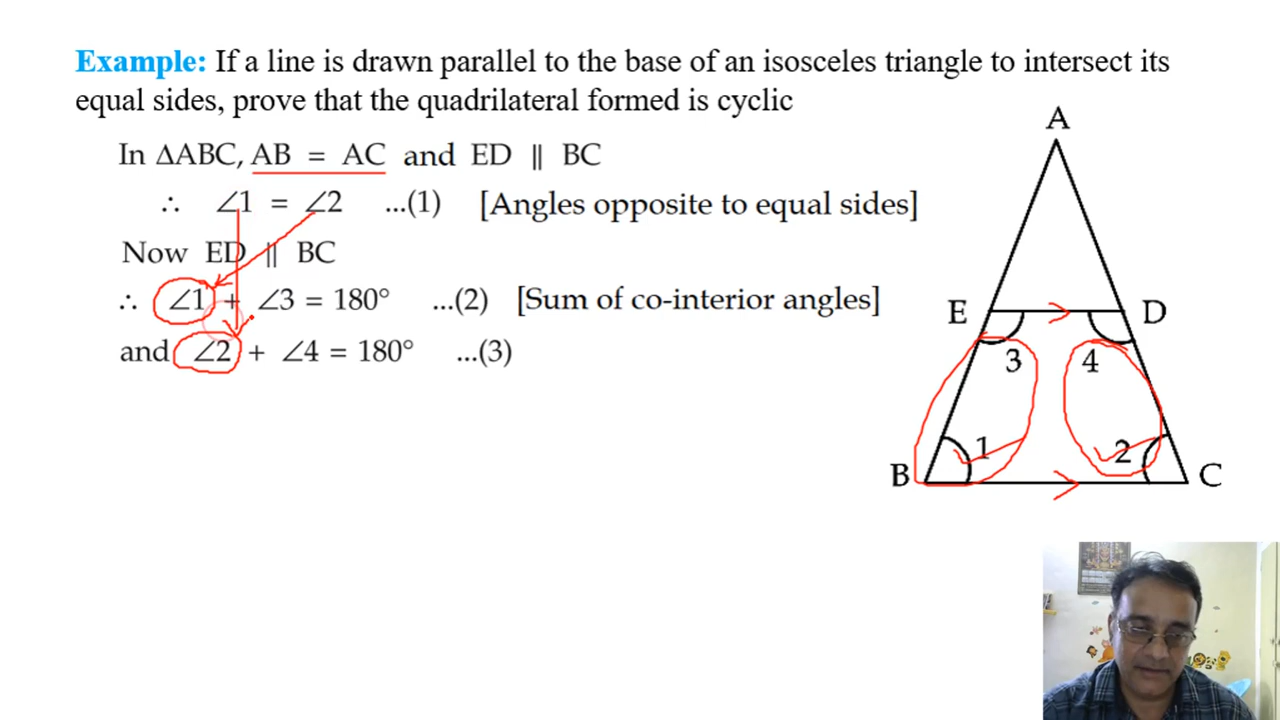 Example: If a line is drawn parallel to the base of an isosceles triangle to intersect its
equal sides, prove that the quadrilateral formed is cyclic
In ΔABC, AB = AC and ED || BC
∴ ∠1 = ∠2 ...(1) [Angles opposite to equal sides]
Now ED || BC
∴ ∠1 + ∠3 = 180° ...(2) [Sum of co-interior angles]
and ∠2 + ∠4 = 180° ...(3)
A
E D
3 4
1 2
B C